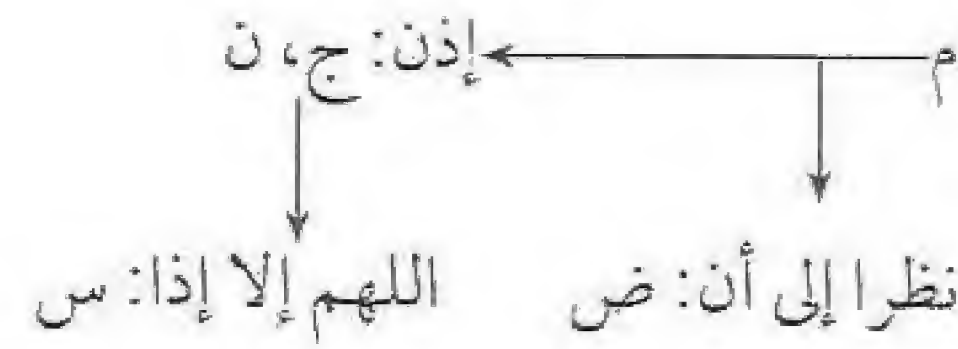 م إذن: ج، ن
نظرا إلى أن: ض اللهم إلا إذا: س